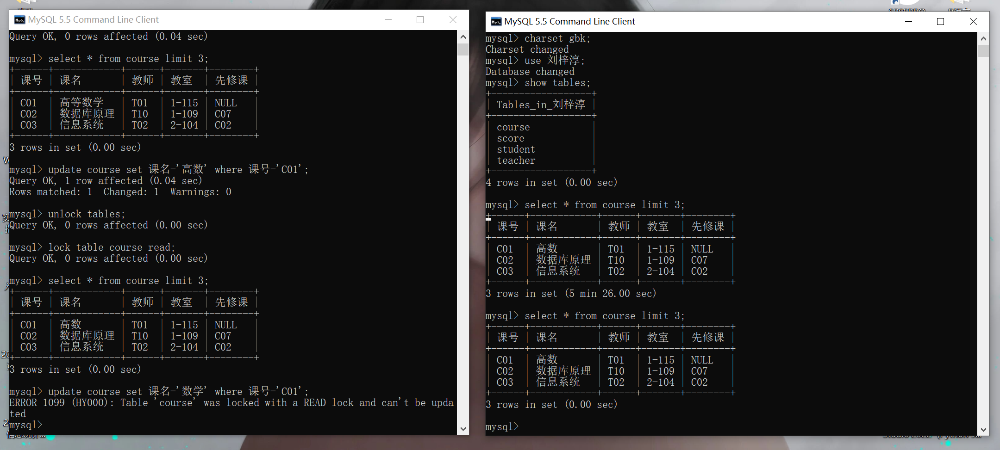 MySQL 5.5 Command Line Client
Query OK, 0 rows affected (0.04 sec)
mysql> select * from course limit 3;
+------+------------+------+-------+--------+
| 课号 | 课名       | 教师 | 教室  | 先修课 |
+------+------------+------+-------+--------+
| C01  | 高等数学   | T01  | 1-115 | NULL   |
| C02  | 数据库原理 | T10  | 1-109 | C07    |
| C03  | 信息系统   | T02  | 2-104 | C02    |
+------+------------+------+-------+--------+
3 rows in set (0.00 sec)
mysql> update course set 课名='高数' where 课号='C01';
Query OK, 1 row affected (0.04 sec)
Rows matched: 1  Changed: 1  Warnings: 0
mysql> unlock tables;
Query OK, 0 rows affected (0.00 sec)
mysql> lock table course read;
Query OK, 0 rows affected (0.00 sec)
mysql> select * from course limit 3;
+------+------------+------+-------+--------+
| 课号 | 课名       | 教师 | 教室  | 先修课 |
+------+------------+------+-------+--------+
| C01  | 高数       | T01  | 1-115 | NULL   |
| C02  | 数据库原理 | T10  | 1-109 | C07    |
| C03  | 信息系统   | T02  | 2-104 | C02    |
+------+------------+------+-------+--------+
3 rows in set (0.00 sec)
mysql> update course set 课名='数学' where 课号='C01';
ERROR 1099 (HY000): Table 'course' was locked with a READ lock and can't be upda
ted
mysql>
MySQL 5.5 Command Line Client
mysql> charset gbk;
Charset changed
mysql> use 刘梓淳;
Database changed
mysql> show tables;
+------------------+
| Tables_in_刘梓淳 |
+------------------+
| course           |
| score            |
| student          |
| teacher          |
+------------------+
4 rows in set (0.00 sec)
mysql> select * from course limit 3;
+------+------------+------+-------+--------+
| 课号 | 课名       | 教师 | 教室  | 先修课 |
+------+------------+------+-------+--------+
| C01  | 高数       | T01  | 1-115 | NULL   |
| C02  | 数据库原理 | T10  | 1-109 | C07    |
| C03  | 信息系统   | T02  | 2-104 | C02    |
+------+------------+------+-------+--------+
3 rows in set (5 min 26.00 sec)
mysql> select * from course limit 3;
+------+------------+------+-------+--------+
| 课号 | 课名       | 教师 | 教室  | 先修课 |
+------+------------+------+-------+--------+
| C01  | 高数       | T01  | 1-115 | NULL   |
| C02  | 数据库原理 | T10  | 1-109 | C07    |
| C03  | 信息系统   | T02  | 2-104 | C02    |
+------+------------+------+-------+--------+
3 rows in set (0.00 sec)
mysql>